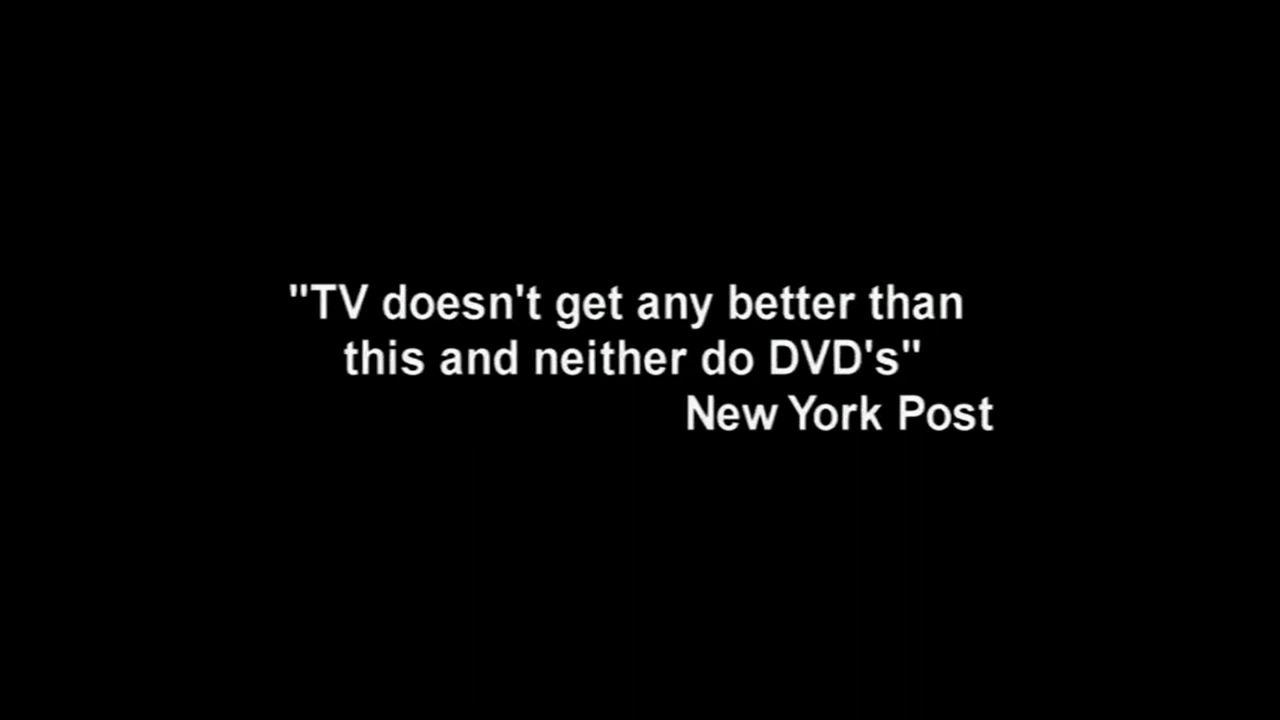 "TV doesn't get any better than
this and neither do DVD's"
New York Post